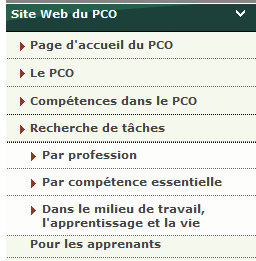 Site Web du PCO
Page d'accueil du PCO
Le PCO
Compétences dans le PCO
Recherche de tâches
Par profession
Par compétence essentielle
Dans le milieu de travail,
l'apprentissage et la vie
Pour les apprenants